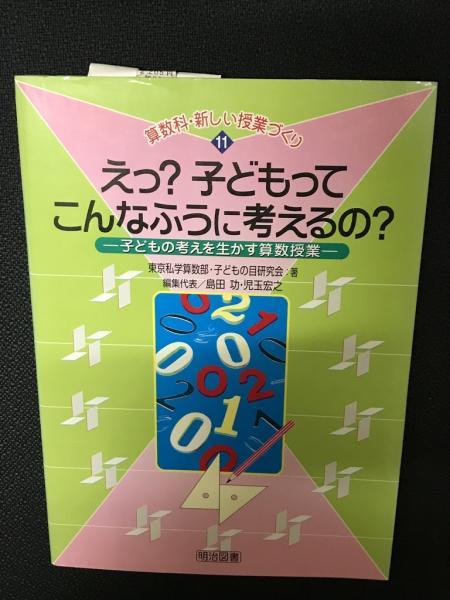 算数科・新しい授業づくり
11
えっ? 子どもって
こんなふうに考えるの?
―子どもの考えを生かす算数授業―
東京私学算数部・子どもの目研究会:著
編集代表/島田 功・児玉宏之
明治図書